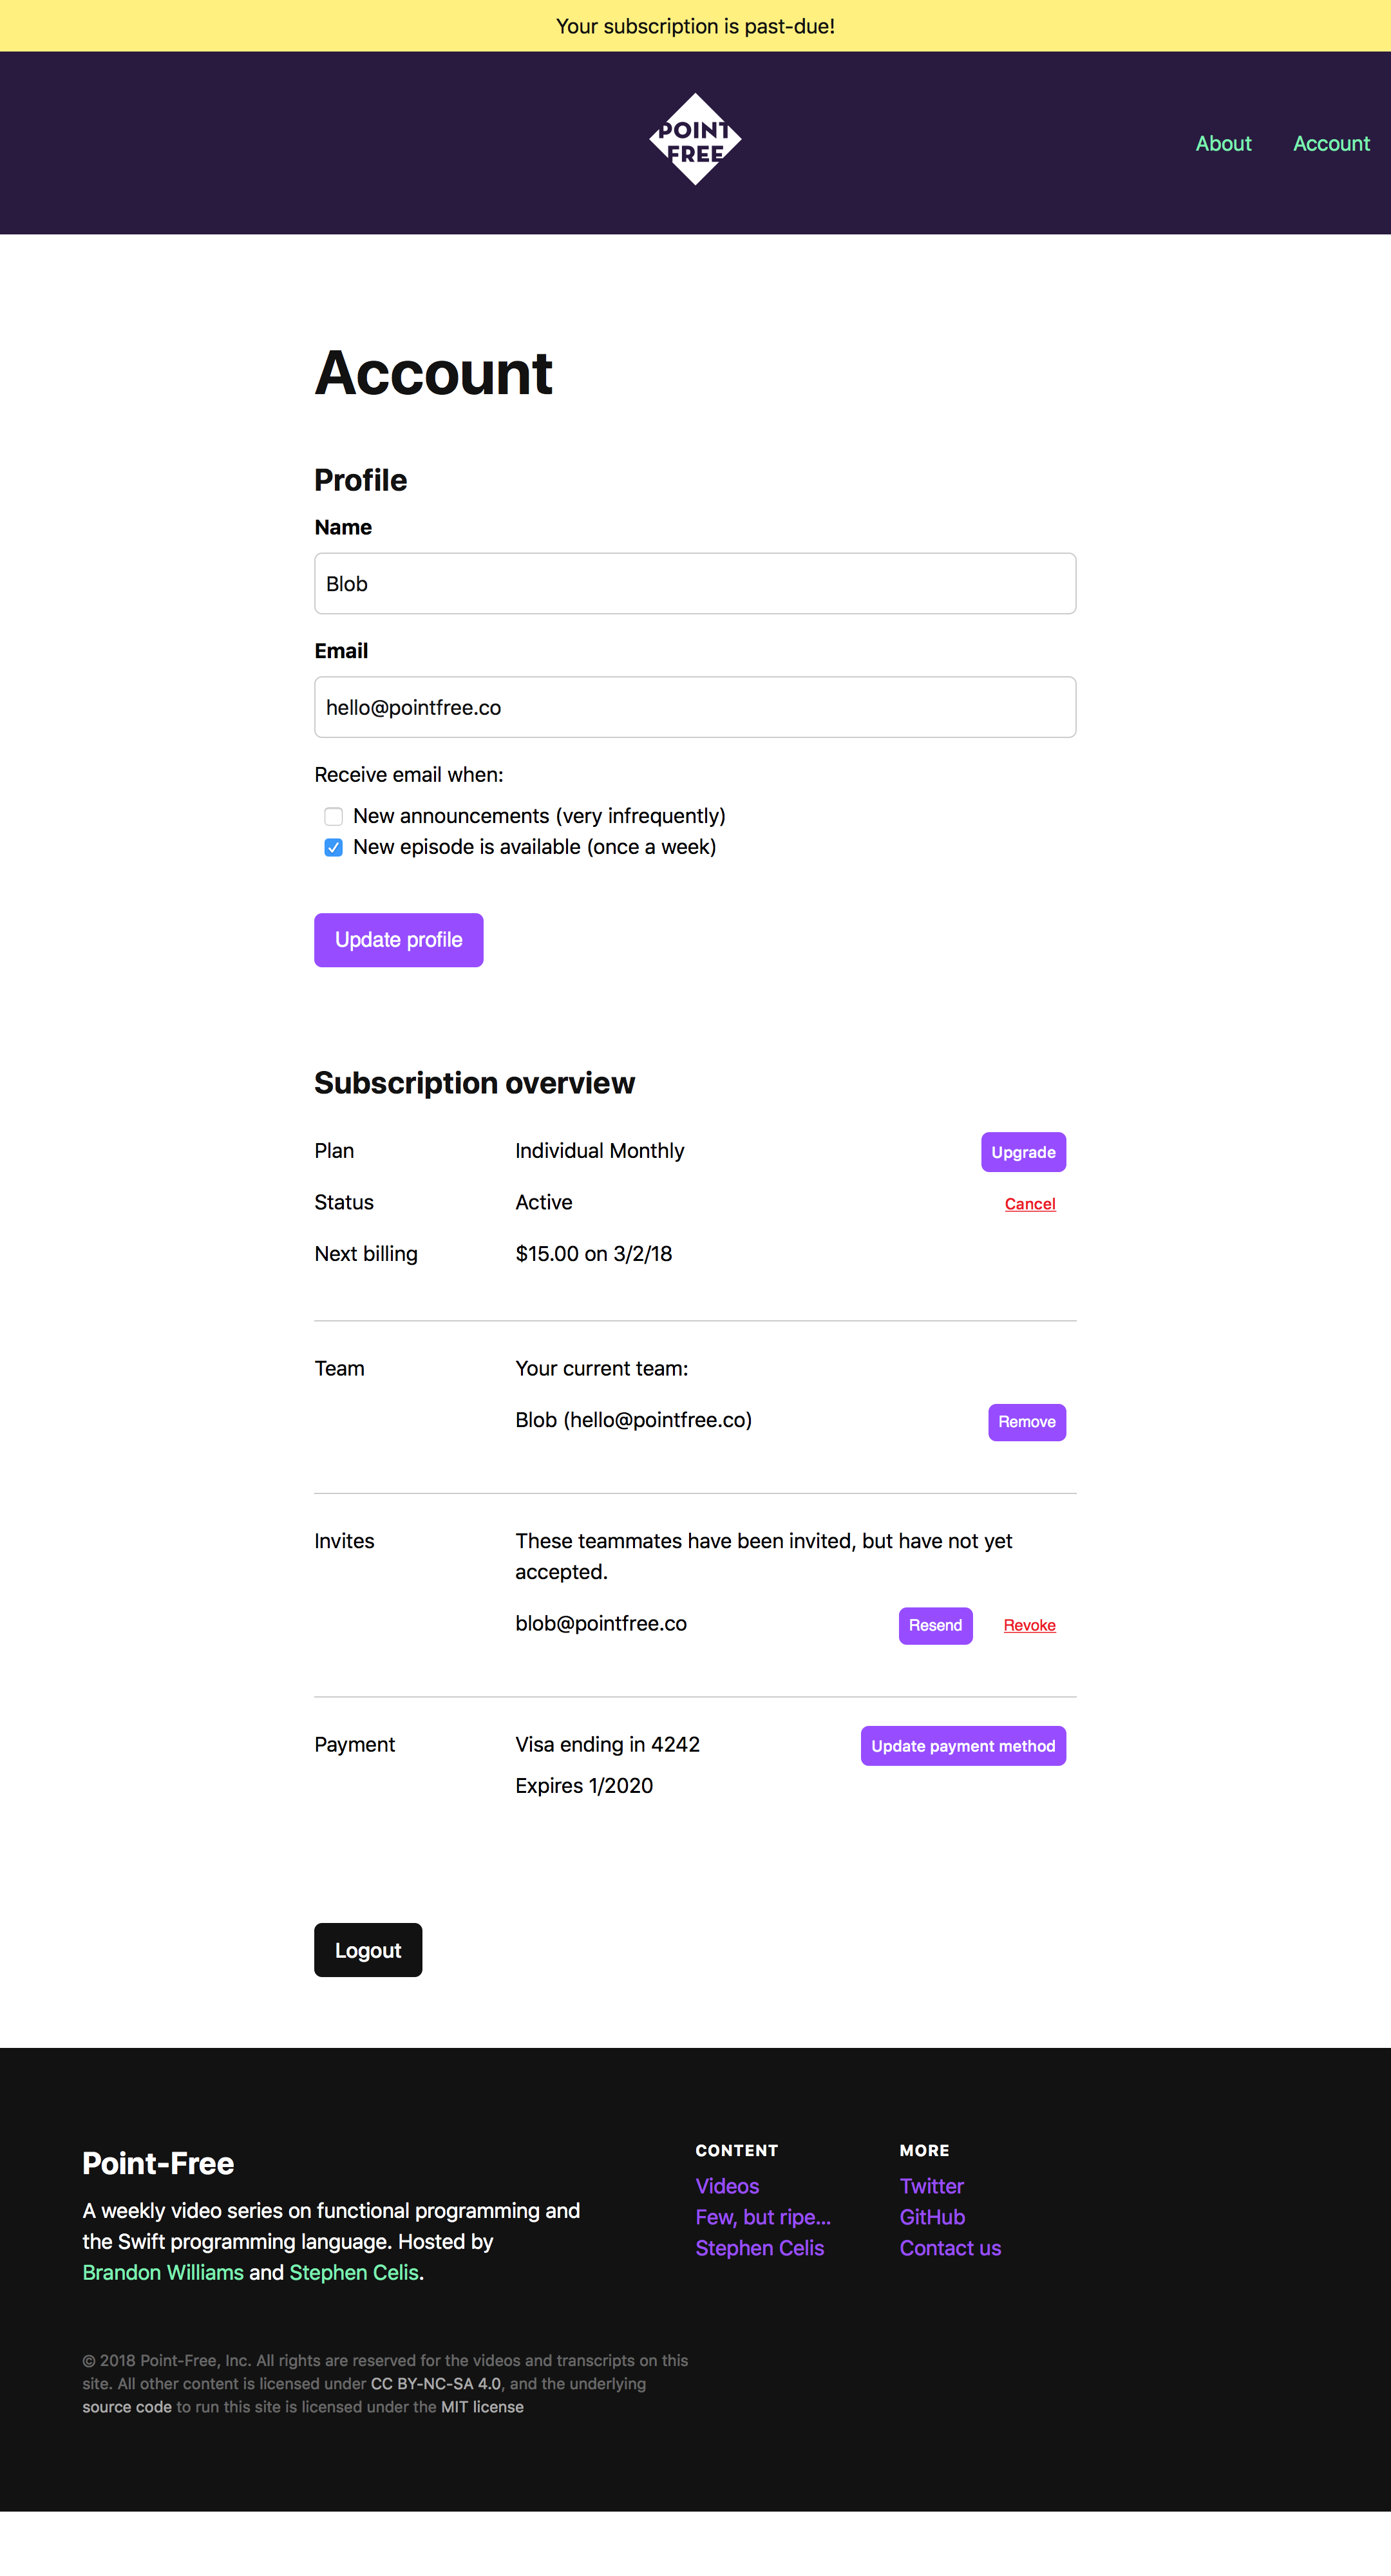 Your subscription is past-due!
POINT
FREE
About
Account
Account
Profile
Name
Blob
Email
hello@pointfree.co
Receive email when:
New announcements (very infrequently)
New episode is available (once a week)
Update profile
Subscription overview
Plan
Individual Monthly
Upgrade
Status
Active
Cancel
Next billing
$15.00 on 3/2/18
Team
Your current team:
Blob (hello@pointfree.co)
Remove
Invites
These teammates have been invited, but have not yet
accepted.
blob@pointfree.co
Resend
Revoke
Payment
Visa ending in 4242
Update payment method
Expires 1/2020
Logout
Point-Free
A weekly video series on functional programming and
the Swift programming language. Hosted by
Brandon Williams and Stephen Celis.
CONTENT
Videos
Few, but ripe...
Stephen Celis
MORE
Twitter
GitHub
Contact us
© 2018 Point-Free, Inc. All rights are reserved for the videos and transcripts on this
site. All other content is licensed under CC BY-NC-SA 4.0, and the underlying
source code to run this site is licensed under the MIT license